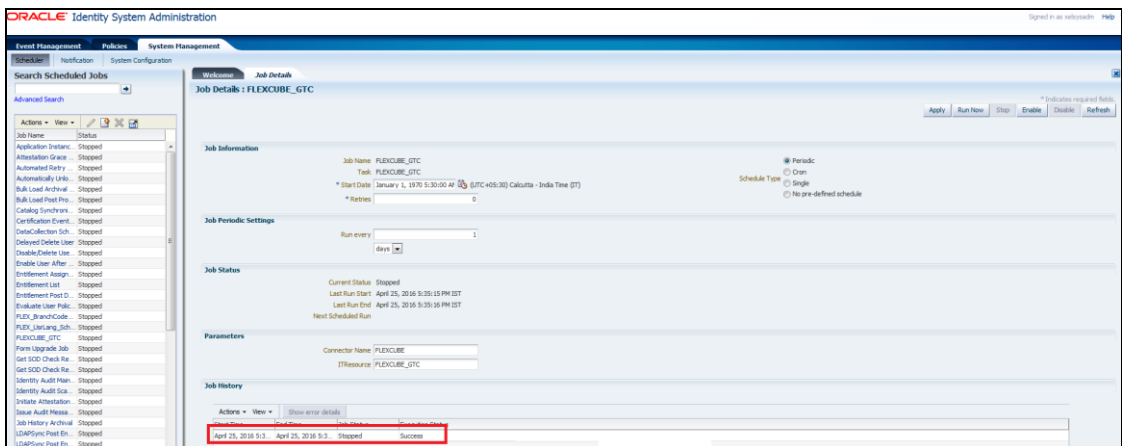 ORACLE Identity System Administration
Signed in as xelsysadm Help
Event Management Policies System Management
Scheduler Notification System Configuration
Search Scheduled Jobs
Advanced Search
Actions View
Job Name Status
Application Instanc... Stopped
Attestation Grace ... Stopped
Automated Retry ... Stopped
Automatically Unlo... Stopped
Bulk Load Archival ... Stopped
Bulk Load Post Pro... Stopped
Catalog Synchroni... Stopped
Certification Event... Stopped
DataCollection Sch... Stopped
Delayed Delete User Stopped
Disable/Delete Use... Stopped
Enable User After ... Stopped
Entitlement Assign... Stopped
Entitlement List Stopped
Entitlement Post D... Stopped
Evaluate User Polic... Stopped
FLEX_BranchCode... Stopped
FLEX_UsrLang_Sch... Stopped
FLEXCUBE_GTC Stopped
Form Upgrade Job Stopped
Get SOD Check Re... Stopped
Get SOD Check Re... Stopped
Identity Audit Main... Stopped
Identity Audit Sca... Stopped
Initiate Attestation... Stopped
Issue Audit Messa... Stopped
Job History Archival Stopped
LDAPSync Post En... Stopped
LDAPSync Post En... Stopped
Welcome Job Details
Job Details : FLEXCUBE_GTC
* Indicates required fields.
Apply Run Now Stop Enable Disable Refresh
Job Information
Job Name FLEXCUBE_GTC
Task FLEXCUBE_GTC
* Start Date January 1, 1970 5:30:00 AM (UTC+05:30) Calcutta - India Time (IT)
* Retries 0
Schedule Type
Periodic
Cron
Single
No pre-defined schedule
Job Periodic Settings
Run every 1
days
Job Status
Current Status Stopped
Last Run Start April 25, 2016 5:35:15 PM IST
Last Run End April 25, 2016 5:35:16 PM IST
Next Scheduled Run
Parameters
Connector Name FLEXCUBE
ITResource FLEXCUBE_GTC
Job History
Actions View Show error details
Start Time End Time Job Status Execution Status
April 25, 2016 5:3... April 25, 2016 5:3... Stopped Success